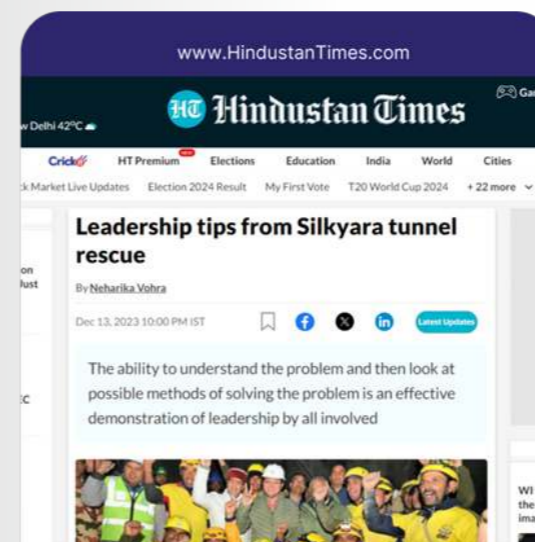 www.HindustanTimes.com
HT Hindustan Times
w Delhi 42°C
NEW
Crickit HT Premium Elections Education India World Cities
k Market Live Updates Election 2024 Result My First Vote T20 World Cup 2024 + 22 more
Leadership tips from Silkyara tunnel
rescue
By Neharika Vohra
Dec 13, 2023 10:00 PM IST Latest Updates
The ability to understand the problem and then look at
possible methods of solving the problem is an effective
demonstration of leadership by all involved